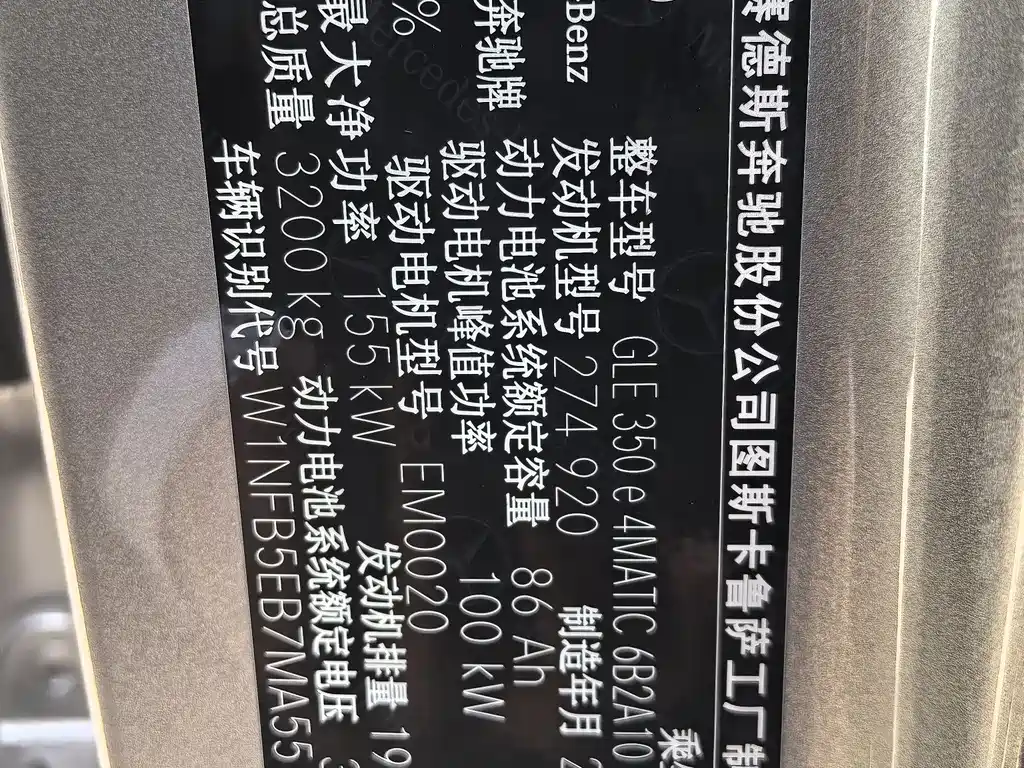 德斯奔驰股份公司图斯卡鲁萨工厂制
Benz 整车型号 GLE 350 e 4MATIC 6B2A10
奔驰牌 发动机型号 274 920 制造年月
动力电池系统额定容量 86 Ah
% 驱动电机峰值功率 100 kW
驱动电机型号 EM0020
最大净功率 155 kW 发动机排量 19
总质量 3200 kg 动力电池系统额定电压
车辆识别代号 W1NFB5EB7MA55